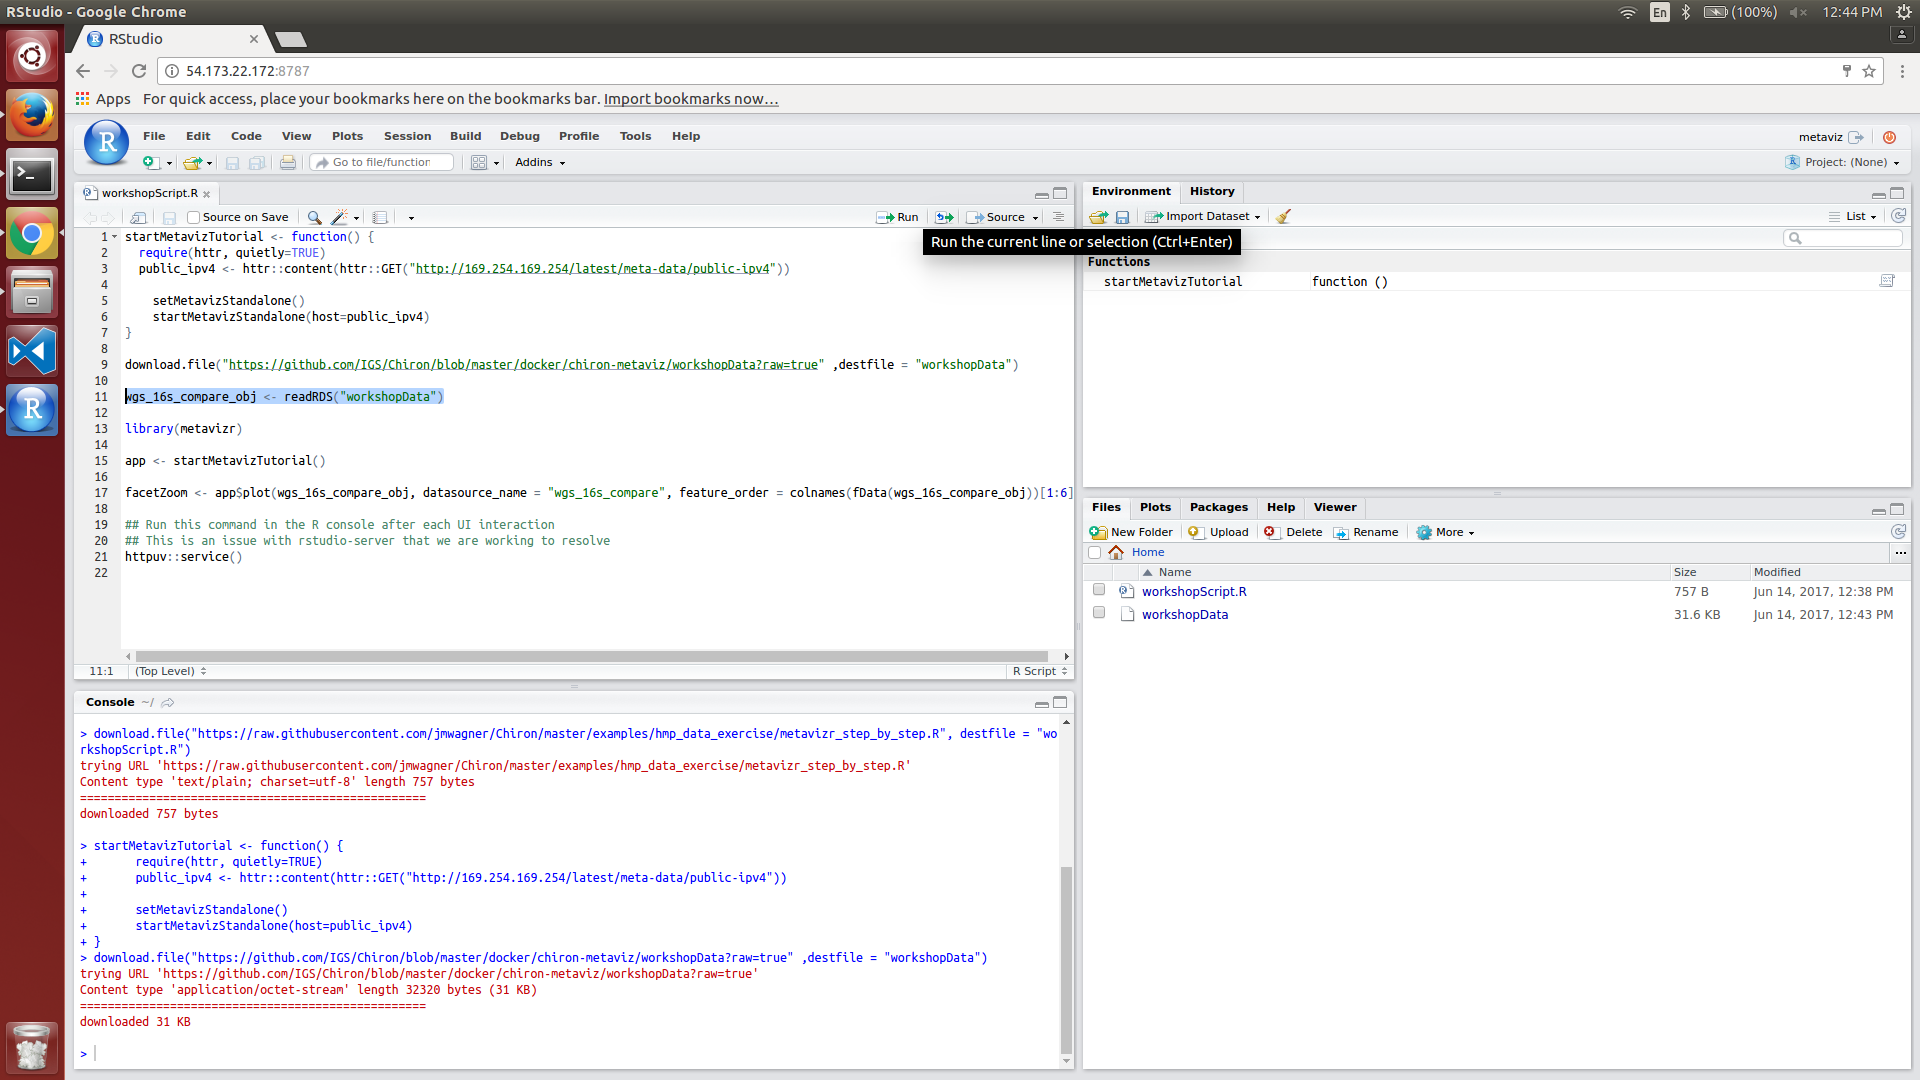 RStudio - Google Chrome
En (100%) 12:44 PM
RStudio
54.173.22.172:8787
Apps For quick access, place your bookmarks here on the bookmarks bar. Import bookmarks now…
R File Edit Code View Plots Session Build Debug Profile Tools Help metaviz
Go to file/function Addins Project: (None)
workshopScript.R
Source on Save Run Source
Run the current line or selection (Ctrl+Enter)
1 startMetavizTutorial <- function() {
2   require(httr, quietly=TRUE)
3   public_ipv4 <- httr::content(httr::GET("http://169.254.169.254/latest/meta-data/public-ipv4"))
4
5     setMetavizStandalone()
6     startMetavizStandalone(host=public_ipv4)
7 }
8
9 download.file("https://github.com/IGS/Chiron/blob/master/docker/chiron-metaviz/workshopData?raw=true" ,destfile = "workshopData")
10
11 wgs_16s_compare_obj <- readRDS("workshopData")
12
13 library(metavizr)
14
15 app <- startMetavizTutorial()
16
17 facetZoom <- app$plot(wgs_16s_compare_obj, datasource_name = "wgs_16s_compare", feature_order = colnames(fData(wgs_16s_compare_obj))[1:6]
18
19 ## Run this command in the R console after each UI interaction
20 ## This is an issue with rstudio-server that we are working to resolve
21 httpuv::service()
22
11:1 (Top Level) R Script
Console ~/
> download.file("https://raw.githubusercontent.com/jmwagner/Chiron/master/examples/hmp_data_exercise/metavizr_step_by_step.R", destfile = "wo
rkshopScript.R")
trying URL 'https://raw.githubusercontent.com/jmwagner/Chiron/master/examples/hmp_data_exercise/metavizr_step_by_step.R'
Content type 'text/plain; charset=utf-8' length 757 bytes
==================================================
downloaded 757 bytes
> startMetavizTutorial <- function() {
+       require(httr, quietly=TRUE)
+       public_ipv4 <- httr::content(httr::GET("http://169.254.169.254/latest/meta-data/public-ipv4"))
+
+       setMetavizStandalone()
+       startMetavizStandalone(host=public_ipv4)
+ }
> download.file("https://github.com/IGS/Chiron/blob/master/docker/chiron-metaviz/workshopData?raw=true" ,destfile = "workshopData")
trying URL 'https://github.com/IGS/Chiron/blob/master/docker/chiron-metaviz/workshopData?raw=true'
Content type 'application/octet-stream' length 32320 bytes (31 KB)
==================================================
downloaded 31 KB
>
Environment History
Import Dataset List
Functions
startMetavizTutorial function ()
Files Plots Packages Help Viewer
New Folder Upload Delete Rename More
Home ...
Name Size Modified
workshopScript.R 757 B Jun 14, 2017, 12:38 PM
workshopData 31.6 KB Jun 14, 2017, 12:43 PM